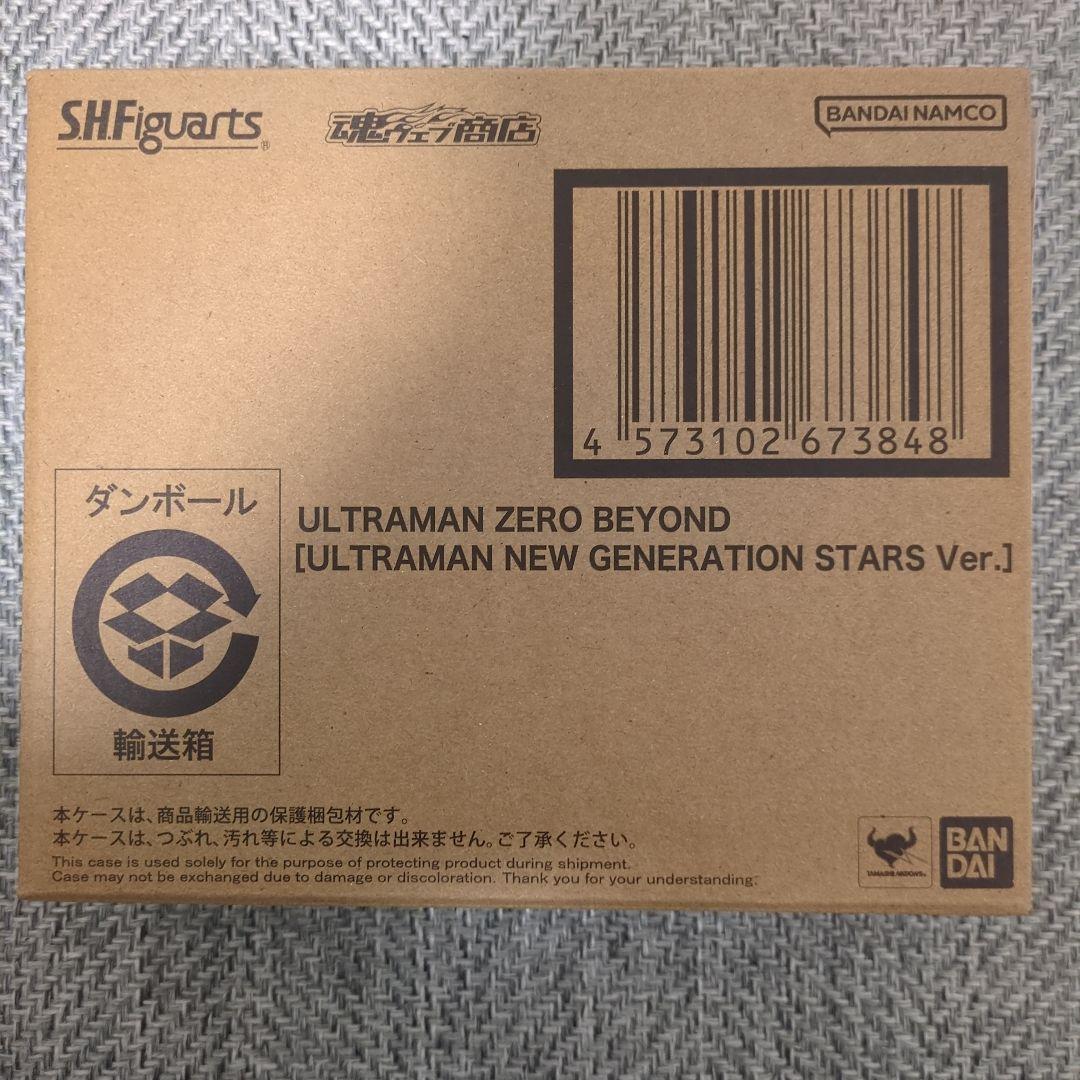 S.H.Figuarts®
魂ウェブ商店
BANDAI NAMCO
4 573102 673848
ダンボール
輸送箱
ULTRAMAN ZERO BEYOND
[ULTRAMAN NEW GENERATION STARS Ver.]
本ケースは、商品輸送用の保護梱包材です。
本ケースは、つぶれ、汚れ等による交換は出来ません。ご了承ください。
This case is used solely for the purpose of protecting product during shipment.
Case may not be exchanged due to damage or discoloration. Thank you for your understanding.
TAMASHII NATIONS
BAN
DAI